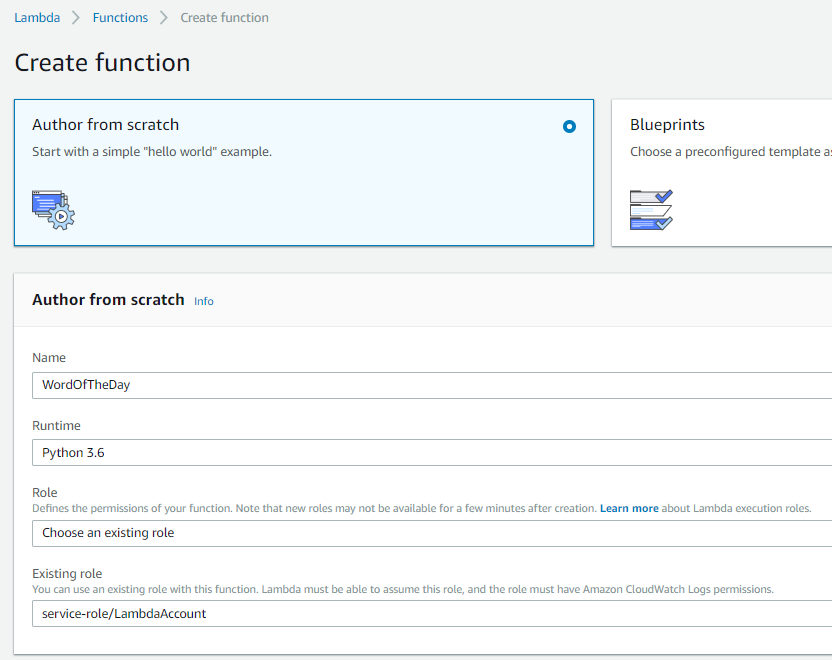 Lambda > Functions > Create function
Create function
Author from scratch
Start with a simple "hello world" example.
Blueprints
Choose a preconfigured template as
Author from scratch Info
Name
WordOfTheDay
Runtime
Python 3.6
Role
Defines the permissions of your function. Note that new roles may not be available for a few minutes after creation. Learn more about Lambda execution roles.
Choose an existing role
Existing role
You can use an existing role with this function. Lambda must be able to assume this role, and the role must have Amazon CloudWatch Logs permissions.
service-role/LambdaAccount